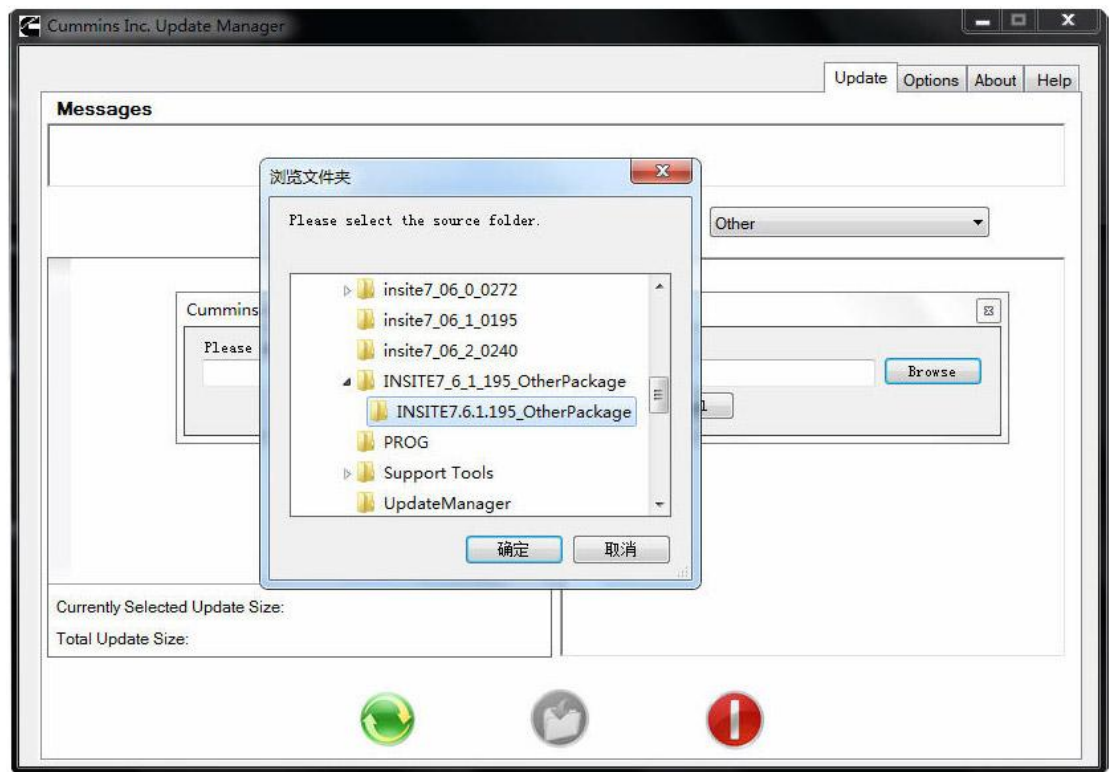 Cummins Inc. Update Manager
Update Options About Help
Messages
浏览文件夹
Please select the source folder.
Other
insite7_06_0_0272
insite7_06_1_0195
insite7_06_2_0240
INSITE7_6_1_195_OtherPackage
INSITE7.6.1.195_OtherPackage
PROG
Support Tools
UpdateManager
确定 取消
Cummins
Please
Browse
Currently Selected Update Size:
Total Update Size: